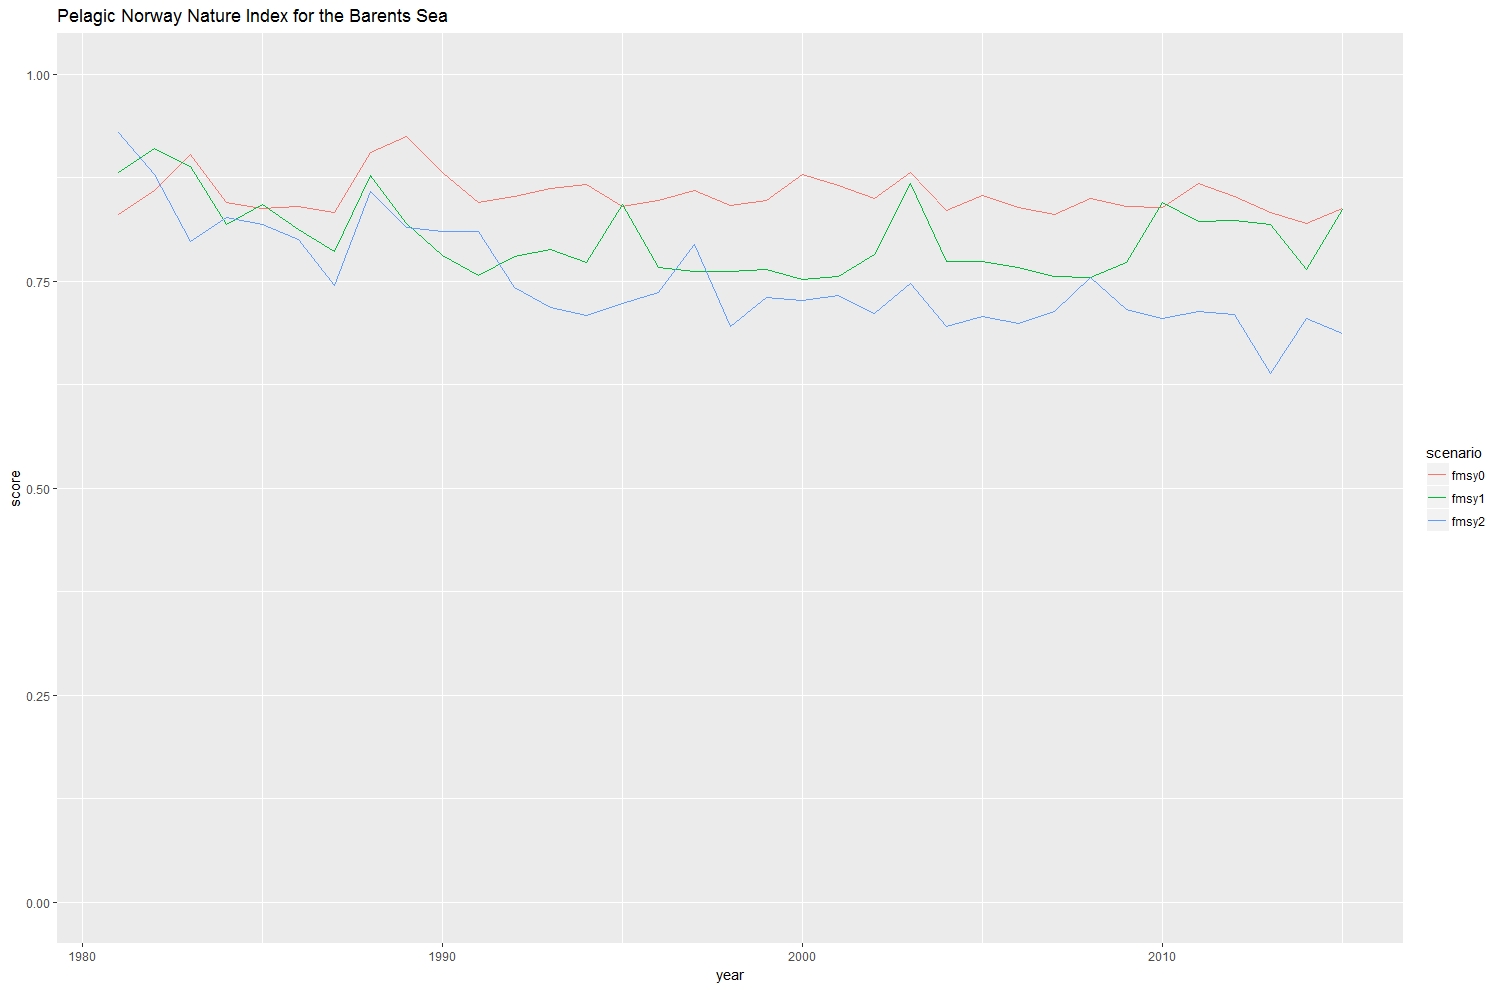 Pelagic Norway Nature Index for the Barents Sea
1.00
0.75
0.50
0.25
0.00
score
1980
1990
2000
2010
year
scenario
fmsy0
fmsy1
fmsy2